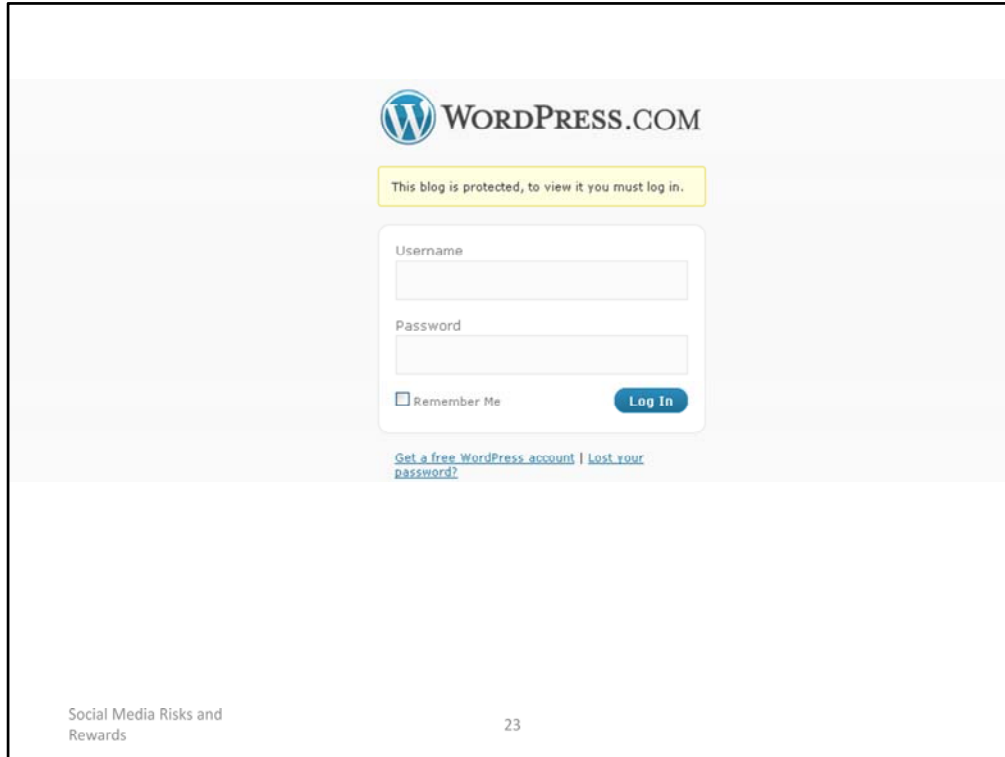 WORDPRESS.COM
This blog is protected, to view it you must log in.
Username
Password
Remember Me
Log In
Get a free WordPress account | Lost your
password?
Social Media Risks and
Rewards
23